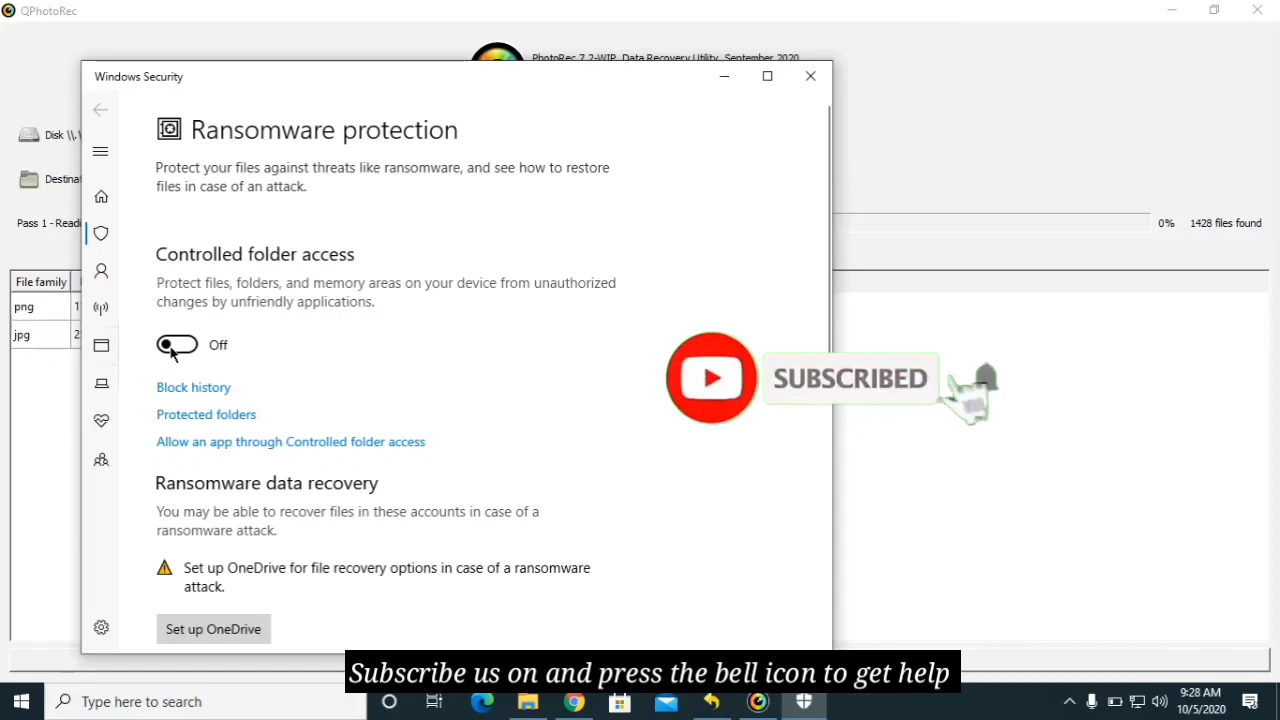 QPhotoRec
PhotoRec 7.2-WIP, Data Recovery Utility, September 2020
Windows Security
Ransomware protection
Disk \\.\
Protect your files against threats like ransomware, and see how to restore
files in case of an attack.
Pass 1 -
0%
1428 files found
Controlled folder access
File family
Protect files, folders, and memory areas on your device from unauthorized
changes by unfriendly applications.
png
jpg
Off
SUBSCRIBED
Block history
Protected folders
Allow an app through Controlled folder access
Ransomware data recovery
You may be able to recover files in these accounts in case of a
ransomware attack.
Set up OneDrive for file recovery options in case of a ransomware
attack.
Set up OneDrive
Subscribe us on and press the bell icon to get help
Type here to search
9:28 AM
10/5/2020